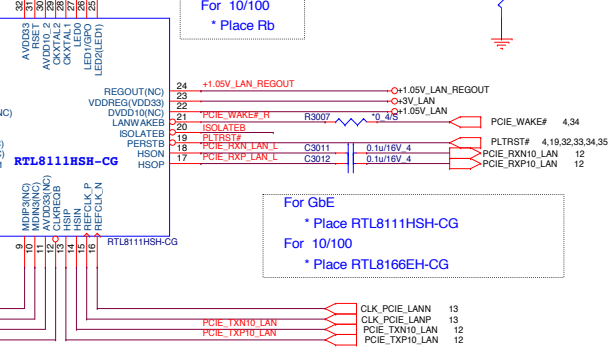 For 10/100
* Place Rb
32
31
30
29
28
27
26
25
AVDD33
RSET
AVDD10_2
CKXTAL2
CKXTAL1
LED0
LED1/GPO
LED2(LED1)
REGOUT(NC) 24 +1.05V_LAN_REGOUT +1.05V_LAN_REGOUT
VDDREG(VDD33) 23 +3V_LAN
DVDD10(NC) 22 +1.05V_LAN
LANWAKEB 21 PCIE_WAKE#_R R3007 *0_4/S PCIE_WAKE# 4,34
ISOLATEB 20 ISOLATEB
PERSTB 19 PLTRST# PLTRST# 4,19,32,33,34,35
HSON 18 PCIE_RXN_LAN_L C3011 0.1u/16V_4 PCIE_RXN10_LAN 12
HSOP 17 PCIE_RXP_LAN_L C3012 0.1u/16V_4 PCIE_RXP10_LAN 12
NC)
RTL8111HSH-CG
MDIP3(NC)
MDIN3(NC)
AVDD33(NC)
CLKREQB
HSIP
HSIN
REFCLK_P
REFCLK_N
9
10
11
12
13
14
15
16
RTL8111HSH-CG
For GbE
* Place RTL8111HSH-CG
For 10/100
* Place RTL8166EH-CG
CLK_PCIE_LANN 13
CLK_PCIE_LANP 13
PCIE_TXN10_LAN PCIE_TXN10_LAN 12
PCIE_TXP10_LAN PCIE_TXP10_LAN 12